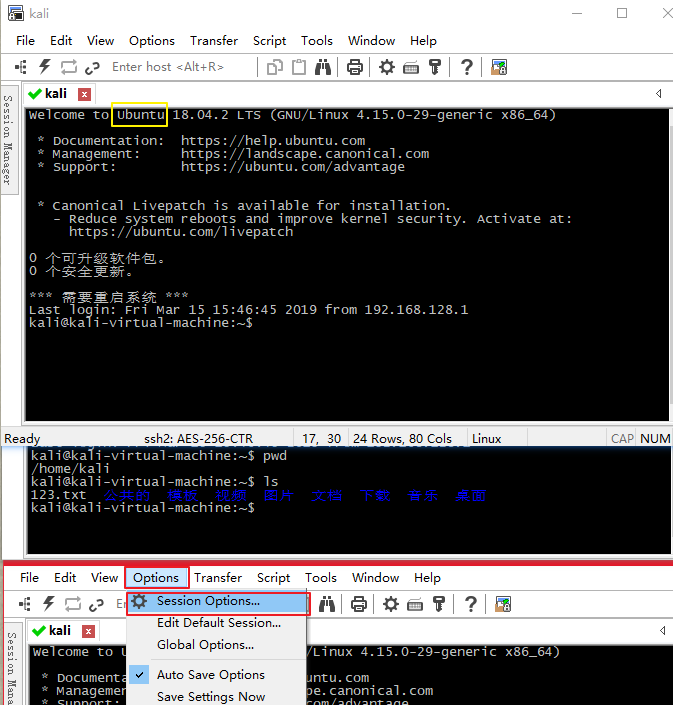 kali
File Edit View Options Transfer Script Tools Window Help
Enter host <Alt+R>
Session Manager
kali
Welcome to Ubuntu 18.04.2 LTS (GNU/Linux 4.15.0-29-generic x86_64)
* Documentation: https://help.ubuntu.com
* Management: https://landscape.canonical.com
* Support: https://ubuntu.com/advantage
* Canonical Livepatch is available for installation.
- Reduce system reboots and improve kernel security. Activate at:
https://ubuntu.com/livepatch
0 个可升级软件包。
0 个安全更新。
*** 需要重启系统 ***
Last login: Fri Mar 15 15:46:45 2019 from 192.168.128.1
kali@kali-virtual-machine:~$
Ready ssh2: AES-256-CTR 17, 30 24 Rows, 80 Cols Linux CAP NUM
kali@kali-virtual-machine:~$ pwd
/home/kali
kali@kali-virtual-machine:~$ ls
123.txt 公共的 模板 视频 图片 文档 下载 音乐 桌面
kali@kali-virtual-machine:~$
File Edit View Options Transfer Script Tools Window Help
Session Options...
Edit Default Session...
kali
Global Options...
Welcome to /Linux 4.15.0-29-generic x86_64)
Auto Save Options
* Documenta untu.com
* Managemen cape.canonical.com
Save Settings Now
* Support: .com/advantage